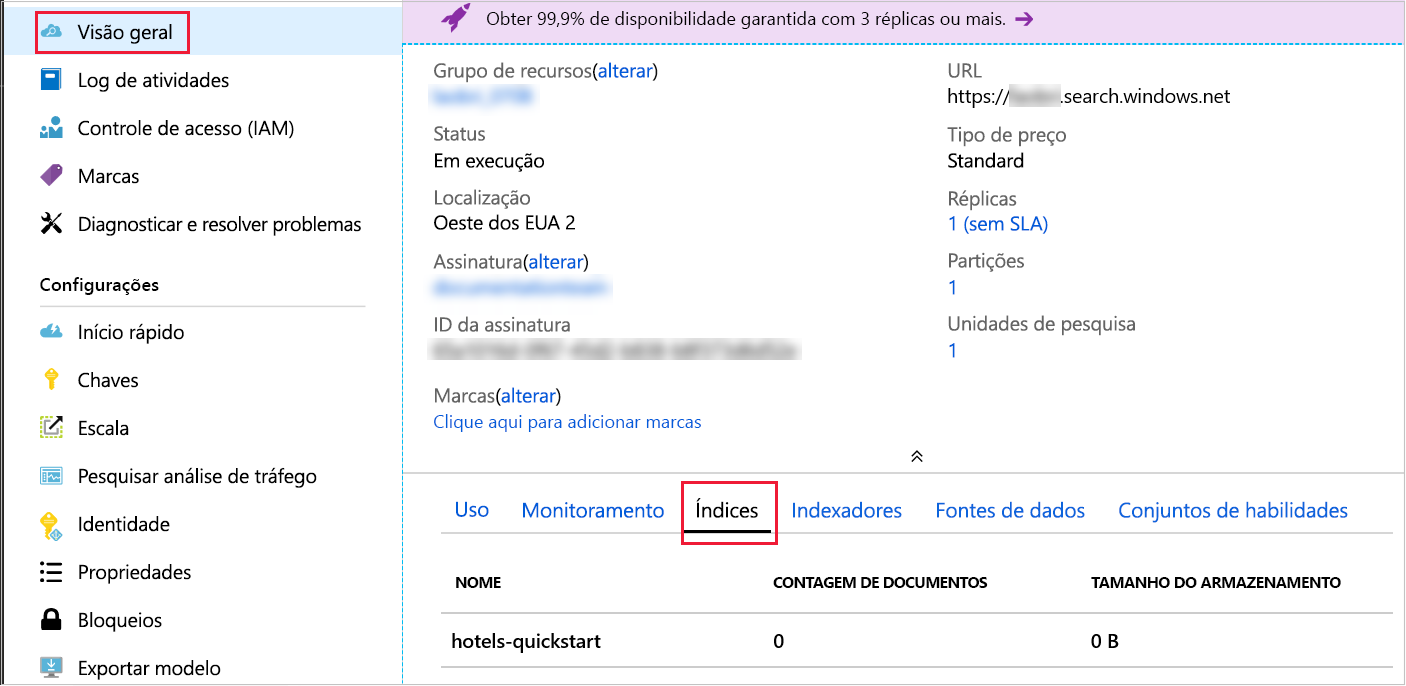 Visão geral
Log de atividades
Controle de acesso (IAM)
Marcas
Diagnosticar e resolver problemas
Configurações
Início rápido
Chaves
Escala
Pesquisar análise de tráfego
Identidade
Propriedades
Bloqueios
Exportar modelo
Obter 99,9% de disponibilidade garantida com 3 réplicas ou mais.
Grupo de recursos(alterar)
Status
Em execução
Localização
Oeste dos EUA 2
Assinatura(alterar)
ID da assinatura
Marcas(alterar)
Clique aqui para adicionar marcas
URL
https:// .search.windows.net
Tipo de preço
Standard
Réplicas
1 (sem SLA)
Partições
1
Unidades de pesquisa
1
Uso Monitoramento Índices Indexadores Fontes de dados Conjuntos de habilidades
NOME CONTAGEM DE DOCUMENTOS TAMANHO DO ARMAZENAMENTO
hotels-quickstart 0 0 B